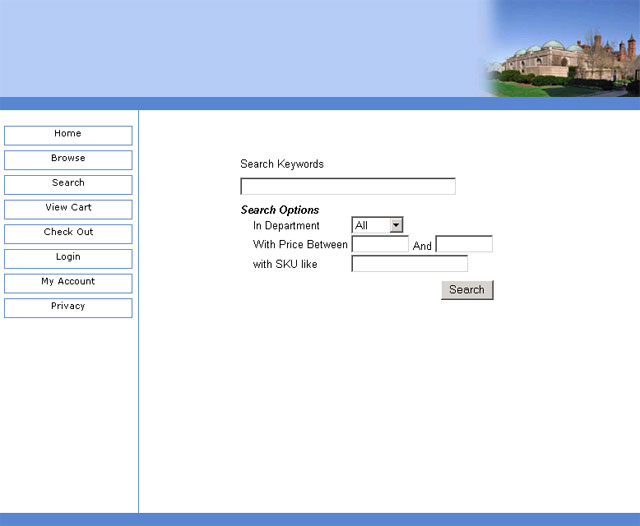 Home
Browse
Search
View Cart
Check Out
Login
My Account
Privacy
Search Keywords
Search Options
In Department All
With Price Between And
with SKU like
Search